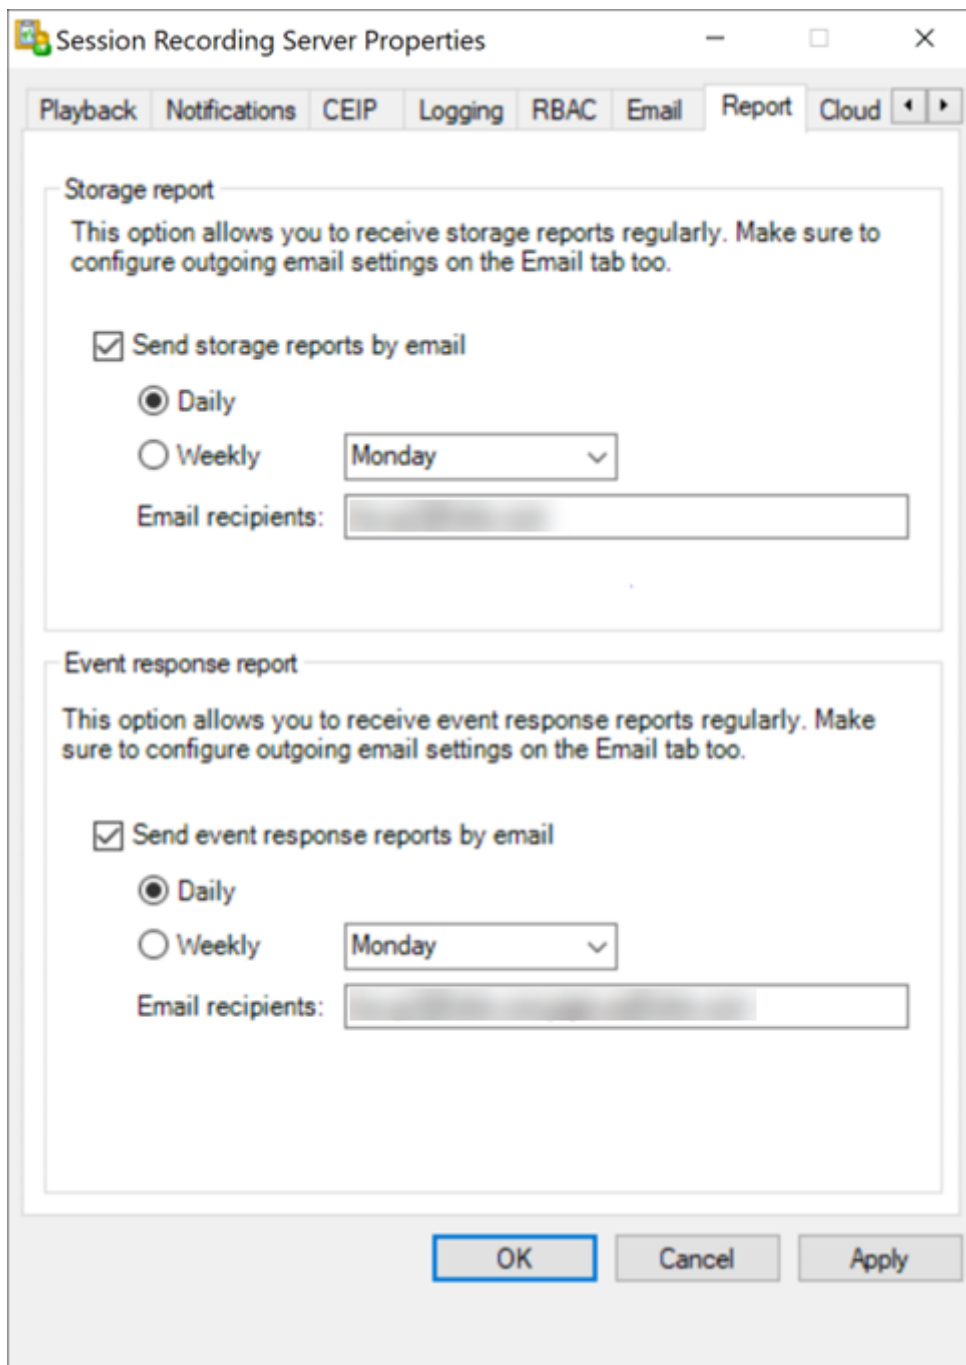 Session Recording Server Properties
Playback Notifications CEIP Logging RBAC Email Report Cloud
Storage report
This option allows you to receive storage reports regularly. Make sure to
configure outgoing email settings on the Email tab too.
Send storage reports by email
Daily
Weekly Monday
Email recipients:
Event response report
This option allows you to receive event response reports regularly. Make
sure to configure outgoing email settings on the Email tab too.
Send event response reports by email
Daily
Weekly Monday
Email recipients:
OK Cancel Apply